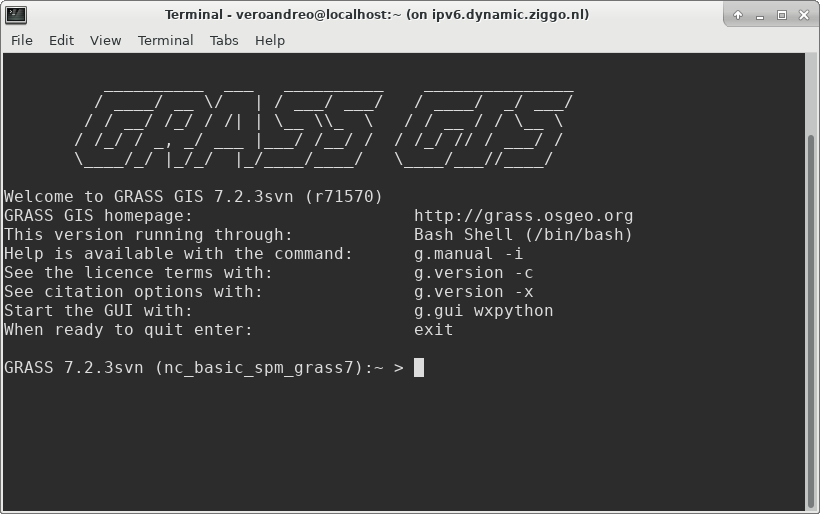 Terminal - veroandreo@localhost:~ (on ipv6.dynamic.ziggo.nl)
File Edit View Terminal Tabs Help
GRASS GIS
Welcome to GRASS GIS 7.2.3svn (r71570)
GRASS GIS homepage: http://grass.osgeo.org
This version running through: Bash Shell (/bin/bash)
Help is available with the command: g.manual -i
See the licence terms with: g.version -c
See citation options with: g.version -x
Start the GUI with: g.gui wxpython
When ready to quit enter: exit
GRASS 7.2.3svn (nc_basic_spm_grass7):~ >